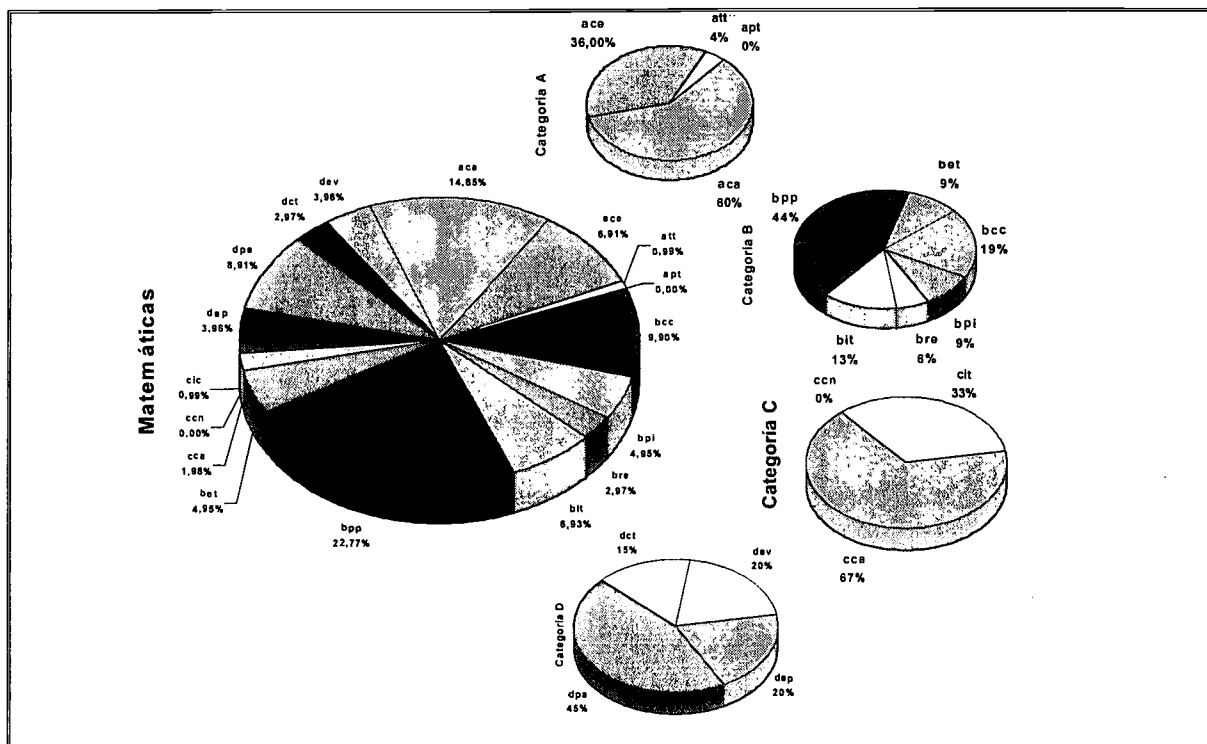 Matemáticas
aca
14,85%
ace
6,91%
att
0,99%
apt
0,00%
bcc
9,90%
bpi
4,95%
bre
2,97%
bit
6,93%
bpp
22,77%
bet
4,95%
cca
1,98%
ccn
0,00%
cic
0,99%
dep
3,96%
dpa
8,91%
dct
2,97%
dev
3,96%
Categoria A
ace
36,00%
att
4%
apt
0%
aca
60%
Categoria B
bpp
44%
bet
9%
bcc
19%
bpi
9%
bre
6%
bit
13%
Categoria C
ccn
0%
cit
33%
cca
67%
Categoria D
dct
15%
dev
20%
dep
20%
dpa
45%